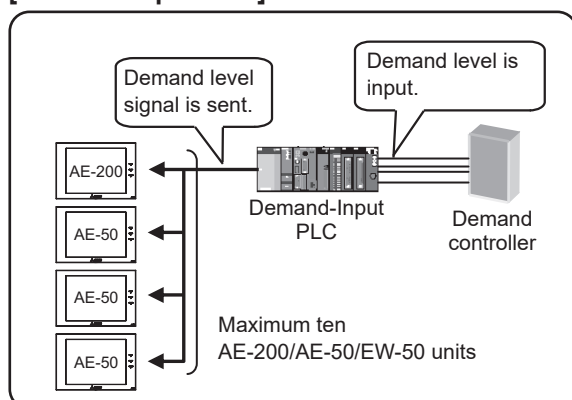 Demand level
signal is sent.
Demand level is
input.
AE-200
AE-50
AE-50
AE-50
Demand-Input
PLC
Demand
controller
Maximum ten
AE-200/AE-50/EW-50 units